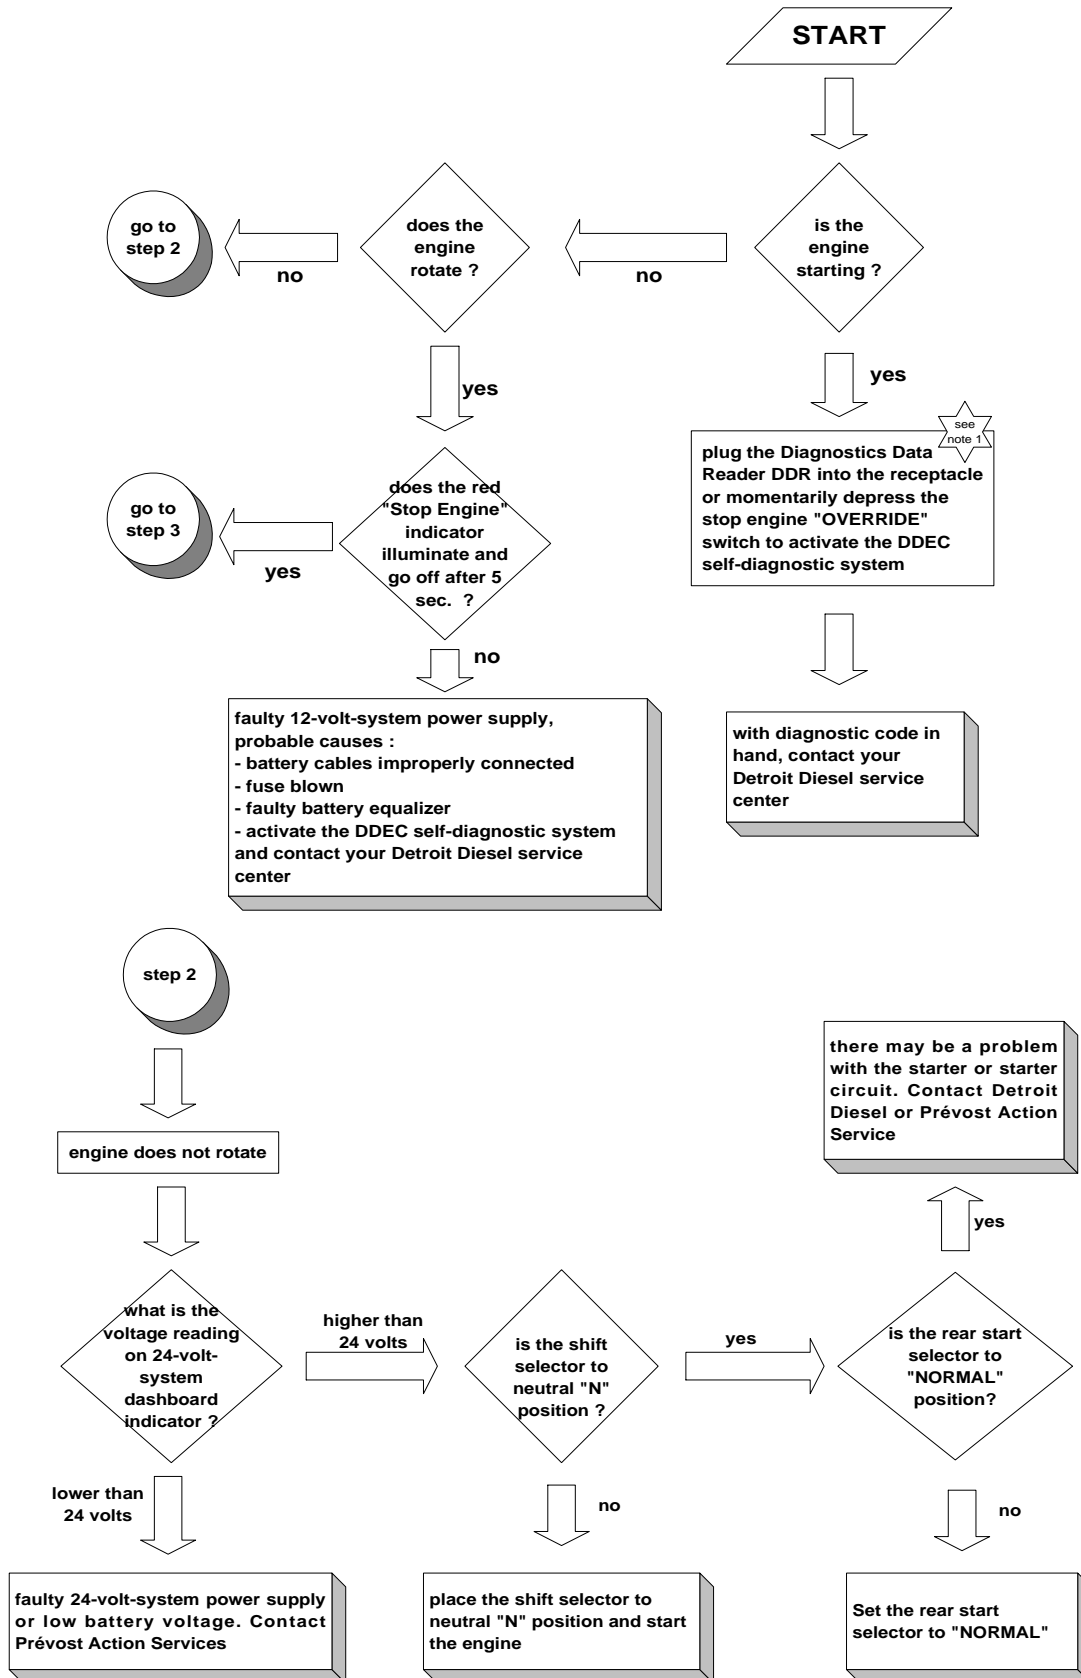 START
is the
engine
starting ?
no
does the
engine
rotate ?
no
go to
step 2
yes
yes
see
note 1
plug the Diagnostics Data
Reader DDR into the receptacle
or momentarily depress the
stop engine "OVERRIDE"
switch to activate the DDEC
self-diagnostic system
does the red
"Stop Engine"
indicator
illuminate and
go off after 5
sec. ?
yes
go to
step 3
no
faulty 12-volt-system power supply,
probable causes :
- battery cables improperly connected
- fuse blown
- faulty battery equalizer
- activate the DDEC self-diagnostic system
and contact your Detroit Diesel service
center
with diagnostic code in
hand, contact your
Detroit Diesel service
center
step 2
engine does not rotate
what is the
voltage reading
on 24-volt-
system
dashboard
indicator ?
higher than
24 volts
is the shift
selector to
neutral "N"
position ?
yes
is the rear start
selector to
"NORMAL"
position?
yes
there may be a problem
with the starter or starter
circuit. Contact Detroit
Diesel or Prévost Action
Service
lower than
24 volts
no
no
faulty 24-volt-system power supply
or low battery voltage. Contact
Prévost Action Services
place the shift selector to
neutral "N" position and start
the engine
Set the rear start
selector to "NORMAL"